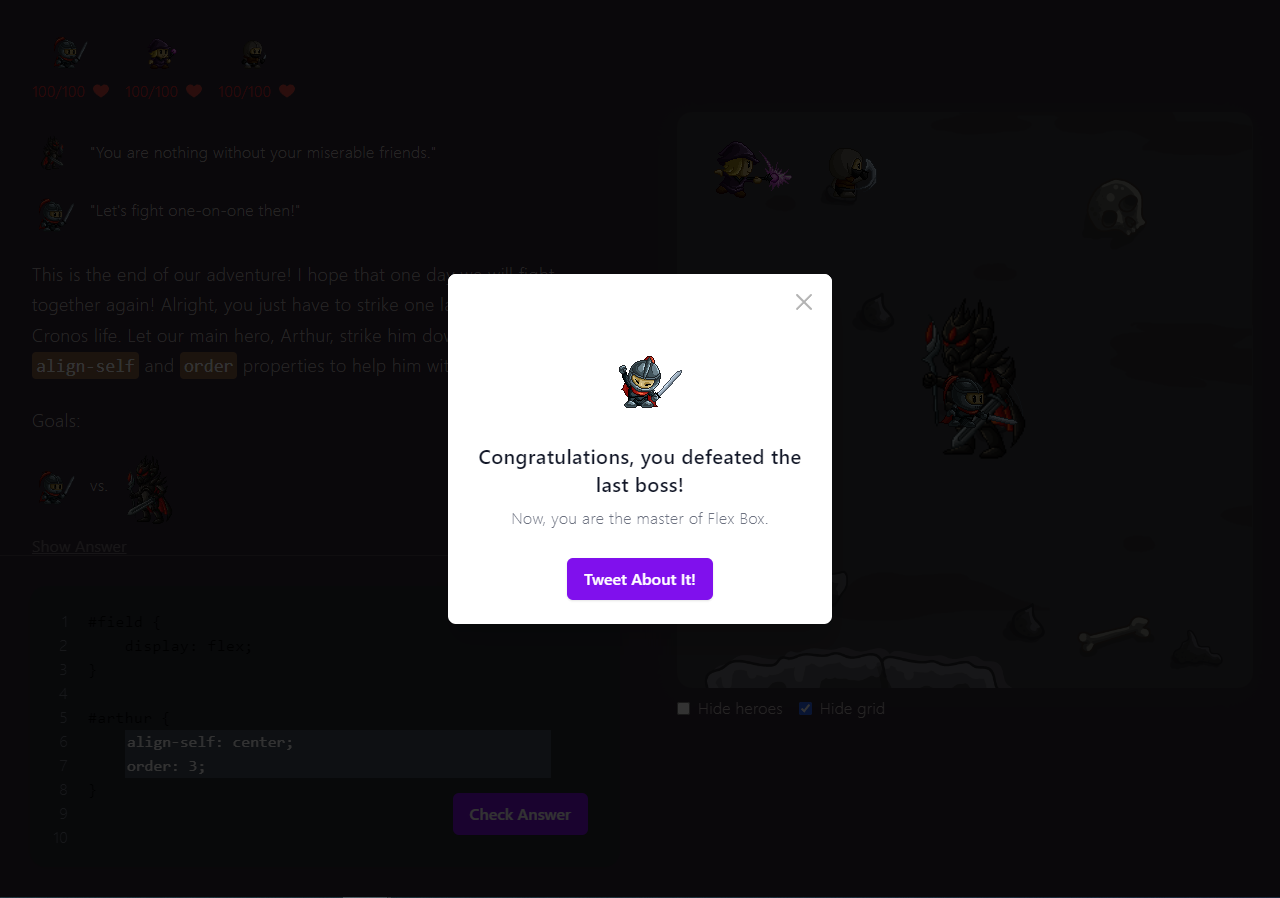 100/100 100/100 100/100
"You are nothing without your miserable friends."
"Let's fight one-on-one then!"
This is the end of our adventure! I hope that one day we will fight
together again! Alright, you just have to strike one la
Cronos life. Let our main hero, Arthur, strike him dow
align-self and order properties to help him wit
Goals:
vs.
Show Answer
1 #field {
2 display: flex;
3 }
4
5 #arthur {
6 align-self: center;
7 order: 3;
8 }
9
10
Check Answer
Congratulations, you defeated the
last boss!
Now, you are the master of Flex Box.
Tweet About It!
Hide heroes Hide grid